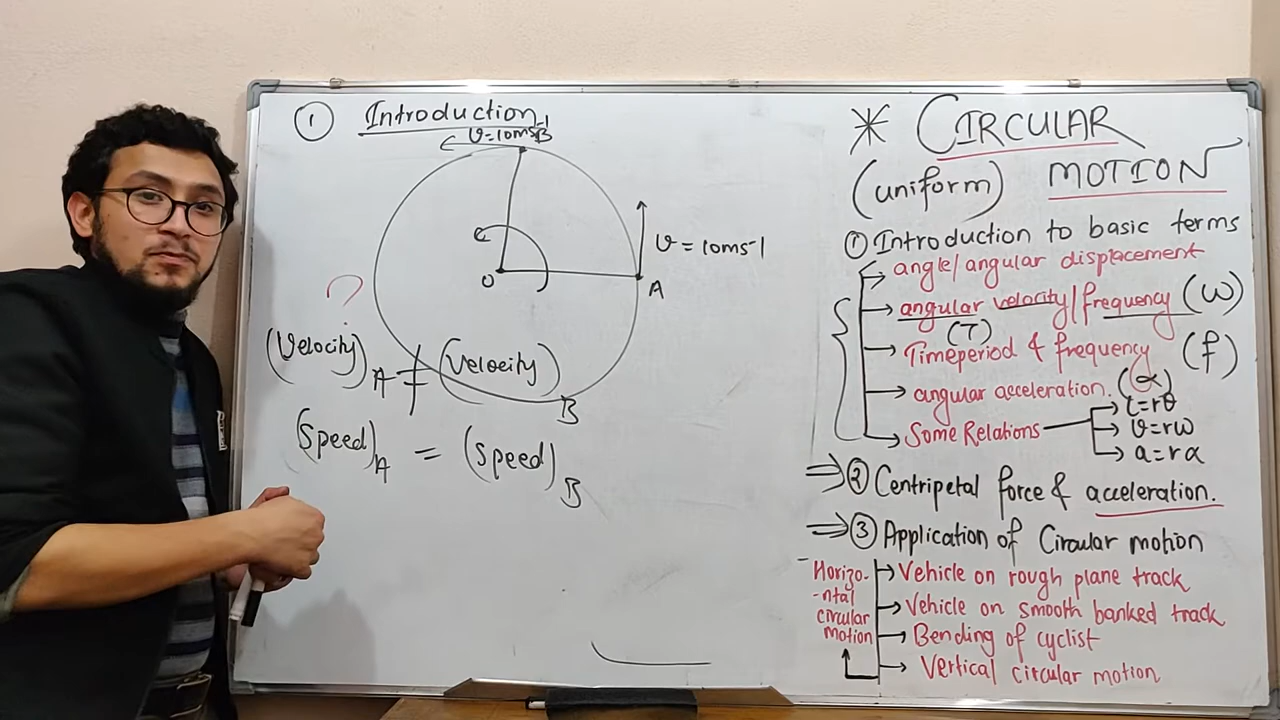 ① Introduction
v=10ms-1
B
v=10ms-1
O
A
?
(Velocity)A ≠ (Velocity)B
(Speed)A = (Speed)B
* CIRCULAR
(uniform) MOTION
① Introduction to basic terms
→ angle/angular displacement
→ angular velocity/frequency (ω)
(T)
→ Timeperiod & frequency (f)
→ angular acceleration. (α)
→ Some Relations
→ l=rθ
→ v=rω
→ a=rα
⇒ ② Centripetal force & acceleration.
⇒ ③ Application of Circular motion
Horizo-
-ntal
circular
motion
→ Vehicle on rough plane track
→ Vehicle on smooth banked track
→ Bending of cyclist
→ Vertical circular motion